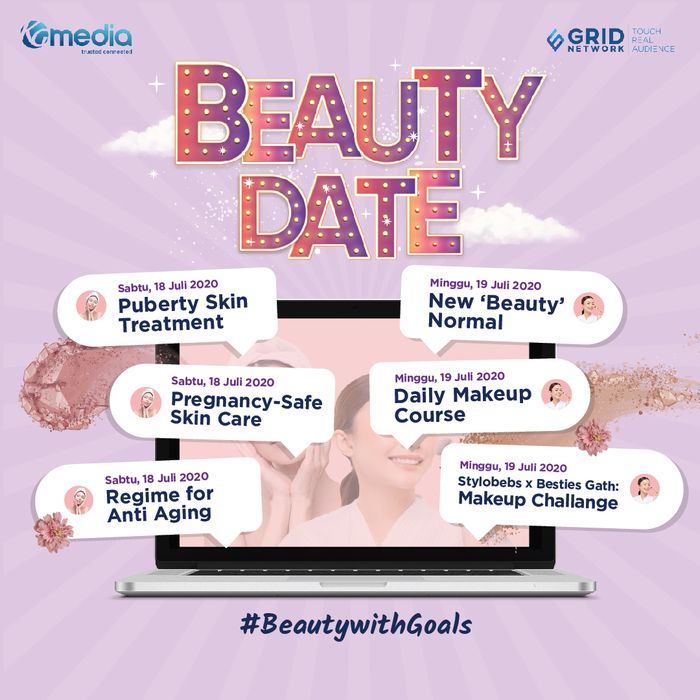 KGmedia
trusted connected
GRID
NETWORK
TOUCH
REAL
AUDIENCE
BEAUTY
DATE
Sabtu, 18 Juli 2020
Puberty Skin
Treatment
Minggu, 19 Juli 2020
New ‘Beauty’
Normal
Sabtu, 18 Juli 2020
Pregnancy-Safe
Skin Care
Minggu, 19 Juli 2020
Daily Makeup
Course
Sabtu, 18 Juli 2020
Regime for
Anti Aging
Minggu, 19 Juli 2020
Stylobebs x Besties Gath:
Makeup Challange
#BeautywithGoals